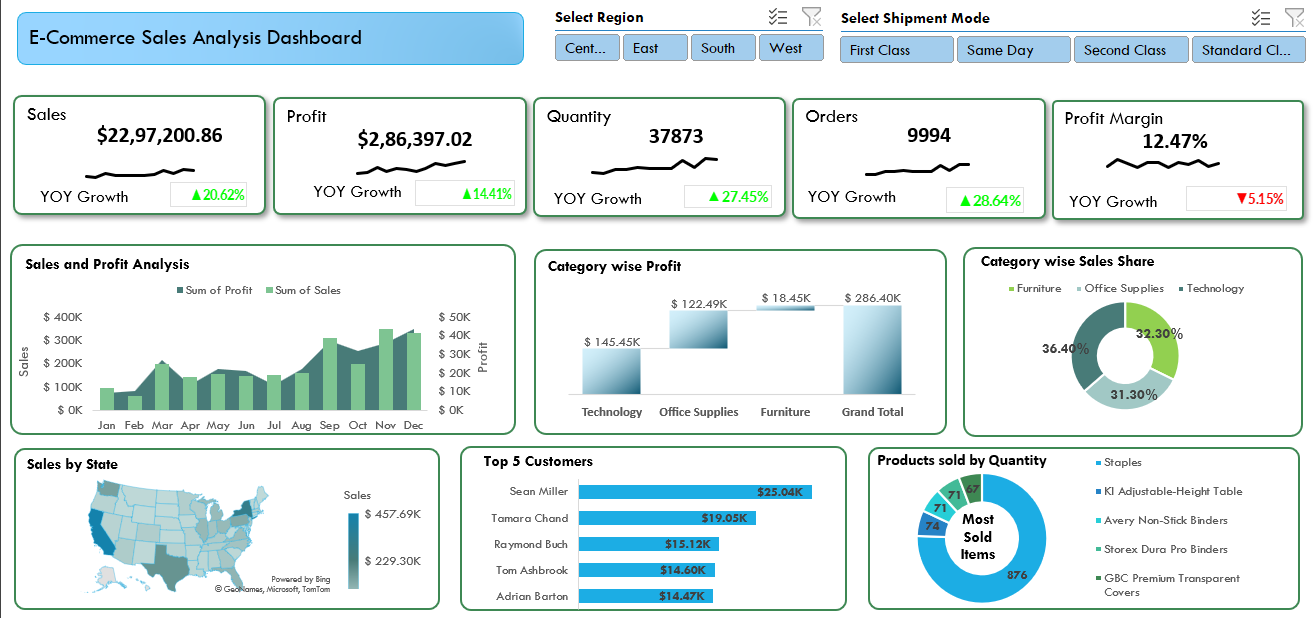 E-Commerce Sales Analysis Dashboard
Select Region
Cent...
East
South
West
Select Shipment Mode
First Class
Same Day
Second Class
Standard Cl...
Sales
$22,97,200.86
YOY Growth
▲20.62%
Profit
$2,86,397.02
YOY Growth
▲14.41%
Quantity
37873
YOY Growth
▲27.45%
Orders
9994
YOY Growth
▲28.64%
Profit Margin
12.47%
YOY Growth
▼5.15%
Sales and Profit Analysis
Sum of Profit
Sum of Sales
Sales
$ 400K
$ 300K
$ 200K
$ 100K
$ 0K
$ 50K
$ 40K
$ 30K
$ 20K
$ 10K
$ 0K
Profit
Jan Feb Mar Apr May Jun Jul Aug Sep Oct Nov Dec
Category wise Profit
$ 145.45K
$ 122.49K
$ 18.45K
$ 286.40K
Technology
Office Supplies
Furniture
Grand Total
Category wise Sales Share
Furniture
Office Supplies
Technology
32.30%
36.40%
31.30%
Sales by State
Sales
$ 457.69K
$ 229.30K
Powered by Bing
© GeoNames, Microsoft, TomTom
Top 5 Customers
Sean Miller $25.04K
Tamara Chand $19.05K
Raymond Buch $15.12K
Tom Ashbrook $14.60K
Adrian Barton $14.47K
Products sold by Quantity
67
71
71
74
876
Most
Sold
Items
Staples
KI Adjustable-Height Table
Avery Non-Stick Binders
Storex Dura Pro Binders
GBC Premium Transparent
Covers